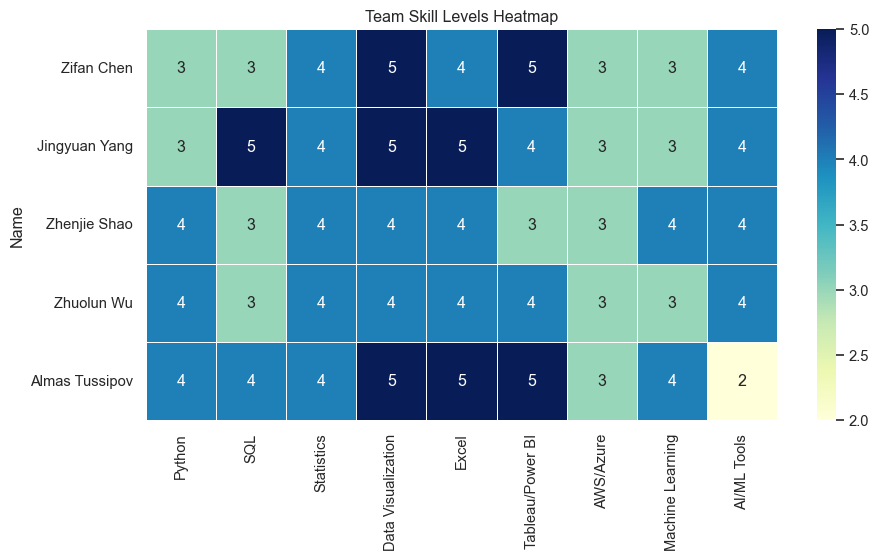 Team Skill Levels Heatmap
Name
Zifan Chen 3 3 4 5 4 5 3 3 4
Jingyuan Yang 3 5 4 5 5 4 3 3 4
Zhenjie Shao 4 3 4 4 4 3 3 4 4
Zhuolun Wu 4 3 4 4 4 4 3 3 4
Almas Tussipov 4 4 4 5 5 5 3 4 2
Python
SQL
Statistics
Data Visualization
Excel
Tableau/Power BI
AWS/Azure
Machine Learning
AI/ML Tools
5.0
4.5
4.0
3.5
3.0
2.5
2.0